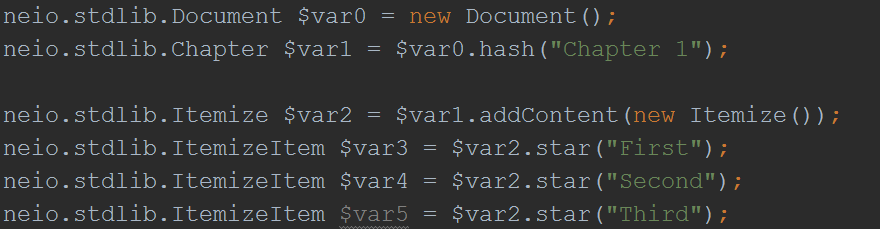 neio.stdlib.Document $var0 = new Document();
neio.stdlib.Chapter $var1 = $var0.hash("Chapter 1");
neio.stdlib.Itemize $var2 = $var1.addContent(new Itemize());
neio.stdlib.ItemizeItem $var3 = $var2.star("First");
neio.stdlib.ItemizeItem $var4 = $var2.star("Second");
neio.stdlib.ItemizeItem $var5 = $var2.star("Third");